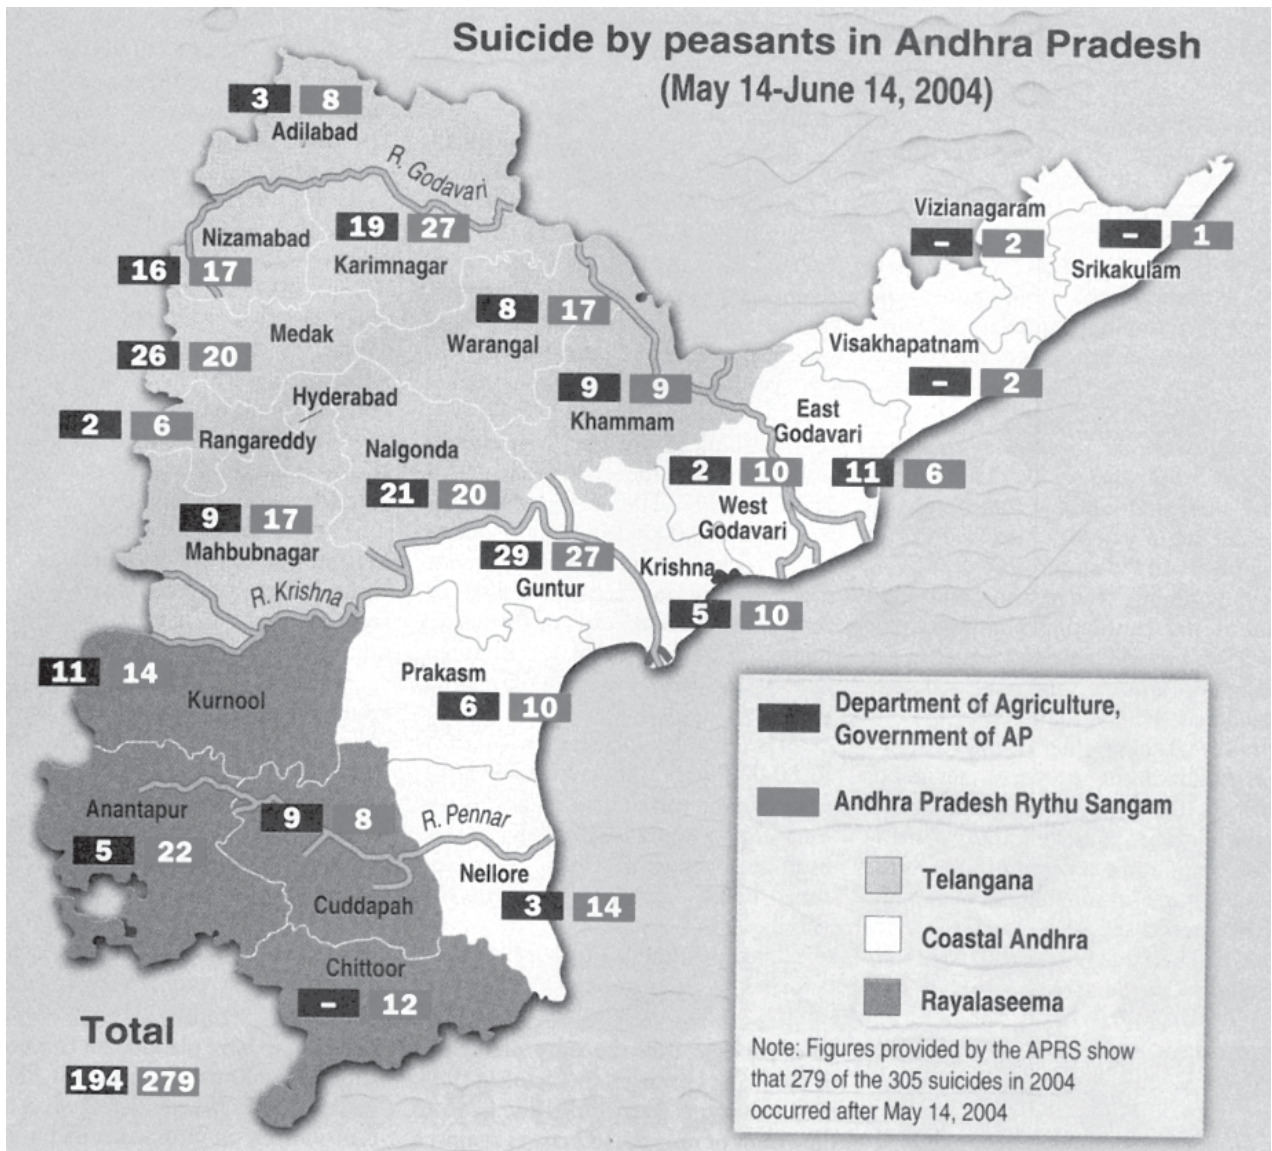 Suicide by peasants in Andhra Pradesh
(May 14-June 14, 2004)
3 8
Adilabad
R. Godavari
19 27
Karimnagar
Nizamabad
16 17
Vizianagaram
– 2
– 1
Srikakulam
8 17
Warangal
Medak
26 20
Visakhapatnam
– 2
9 9
Khammam
Hyderabad
2 6
Rangareddy
East
Godavari
11 6
Nalgonda
21 20
2 10
West
Godavari
9 17
Mahbubnagar
29 27
Guntur
Krishna
5 10
R. Krishna
11 14
Kurnool
Prakasm
6 10
Anantapur
5 22
9 8
Cuddapah
R. Pennar
Nellore
3 14
Chittoor
– 12
Total
194 279
Department of Agriculture,
Government of AP
Andhra Pradesh Rythu Sangam
Telangana
Coastal Andhra
Rayalaseema
Note: Figures provided by the APRS show
that 279 of the 305 suicides in 2004
occurred after May 14, 2004